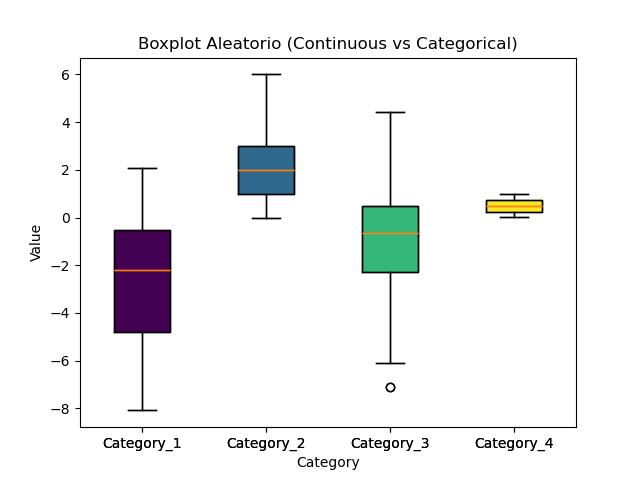 Boxplot Aleatorio (Continuous vs Categorical)
6
4
2
0
−2
−4
−6
−8
Value
Category_1 Category_2 Category_3 Category_4
Category